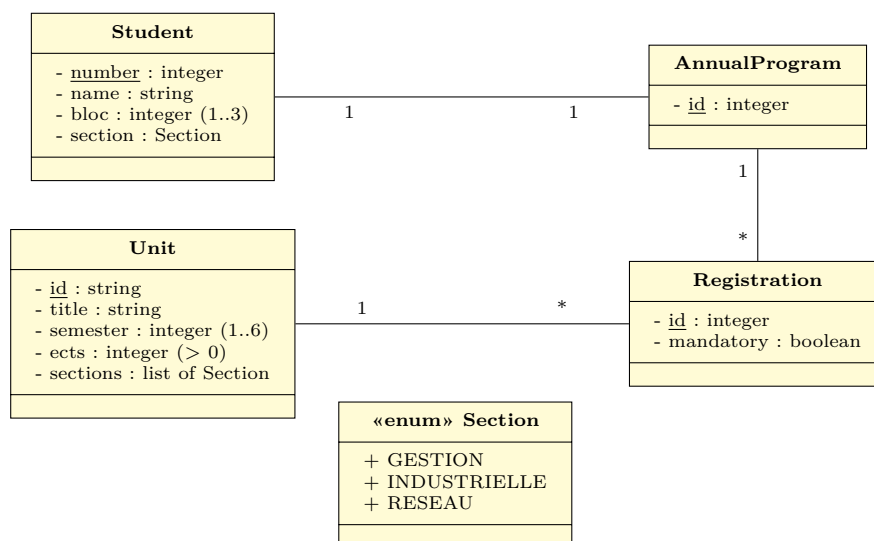 Student
- number : integer
- name : string
- bloc : integer (1..3)
- section : Section
AnnualProgram
- id : integer
1
1
1
*
Unit
- id : string
- title : string
- semester : integer (1..6)
- ects : integer (> 0)
- sections : list of Section
1
*
Registration
- id : integer
- mandatory : boolean
«enum» Section
+ GESTION
+ INDUSTRIELLE
+ RESEAU